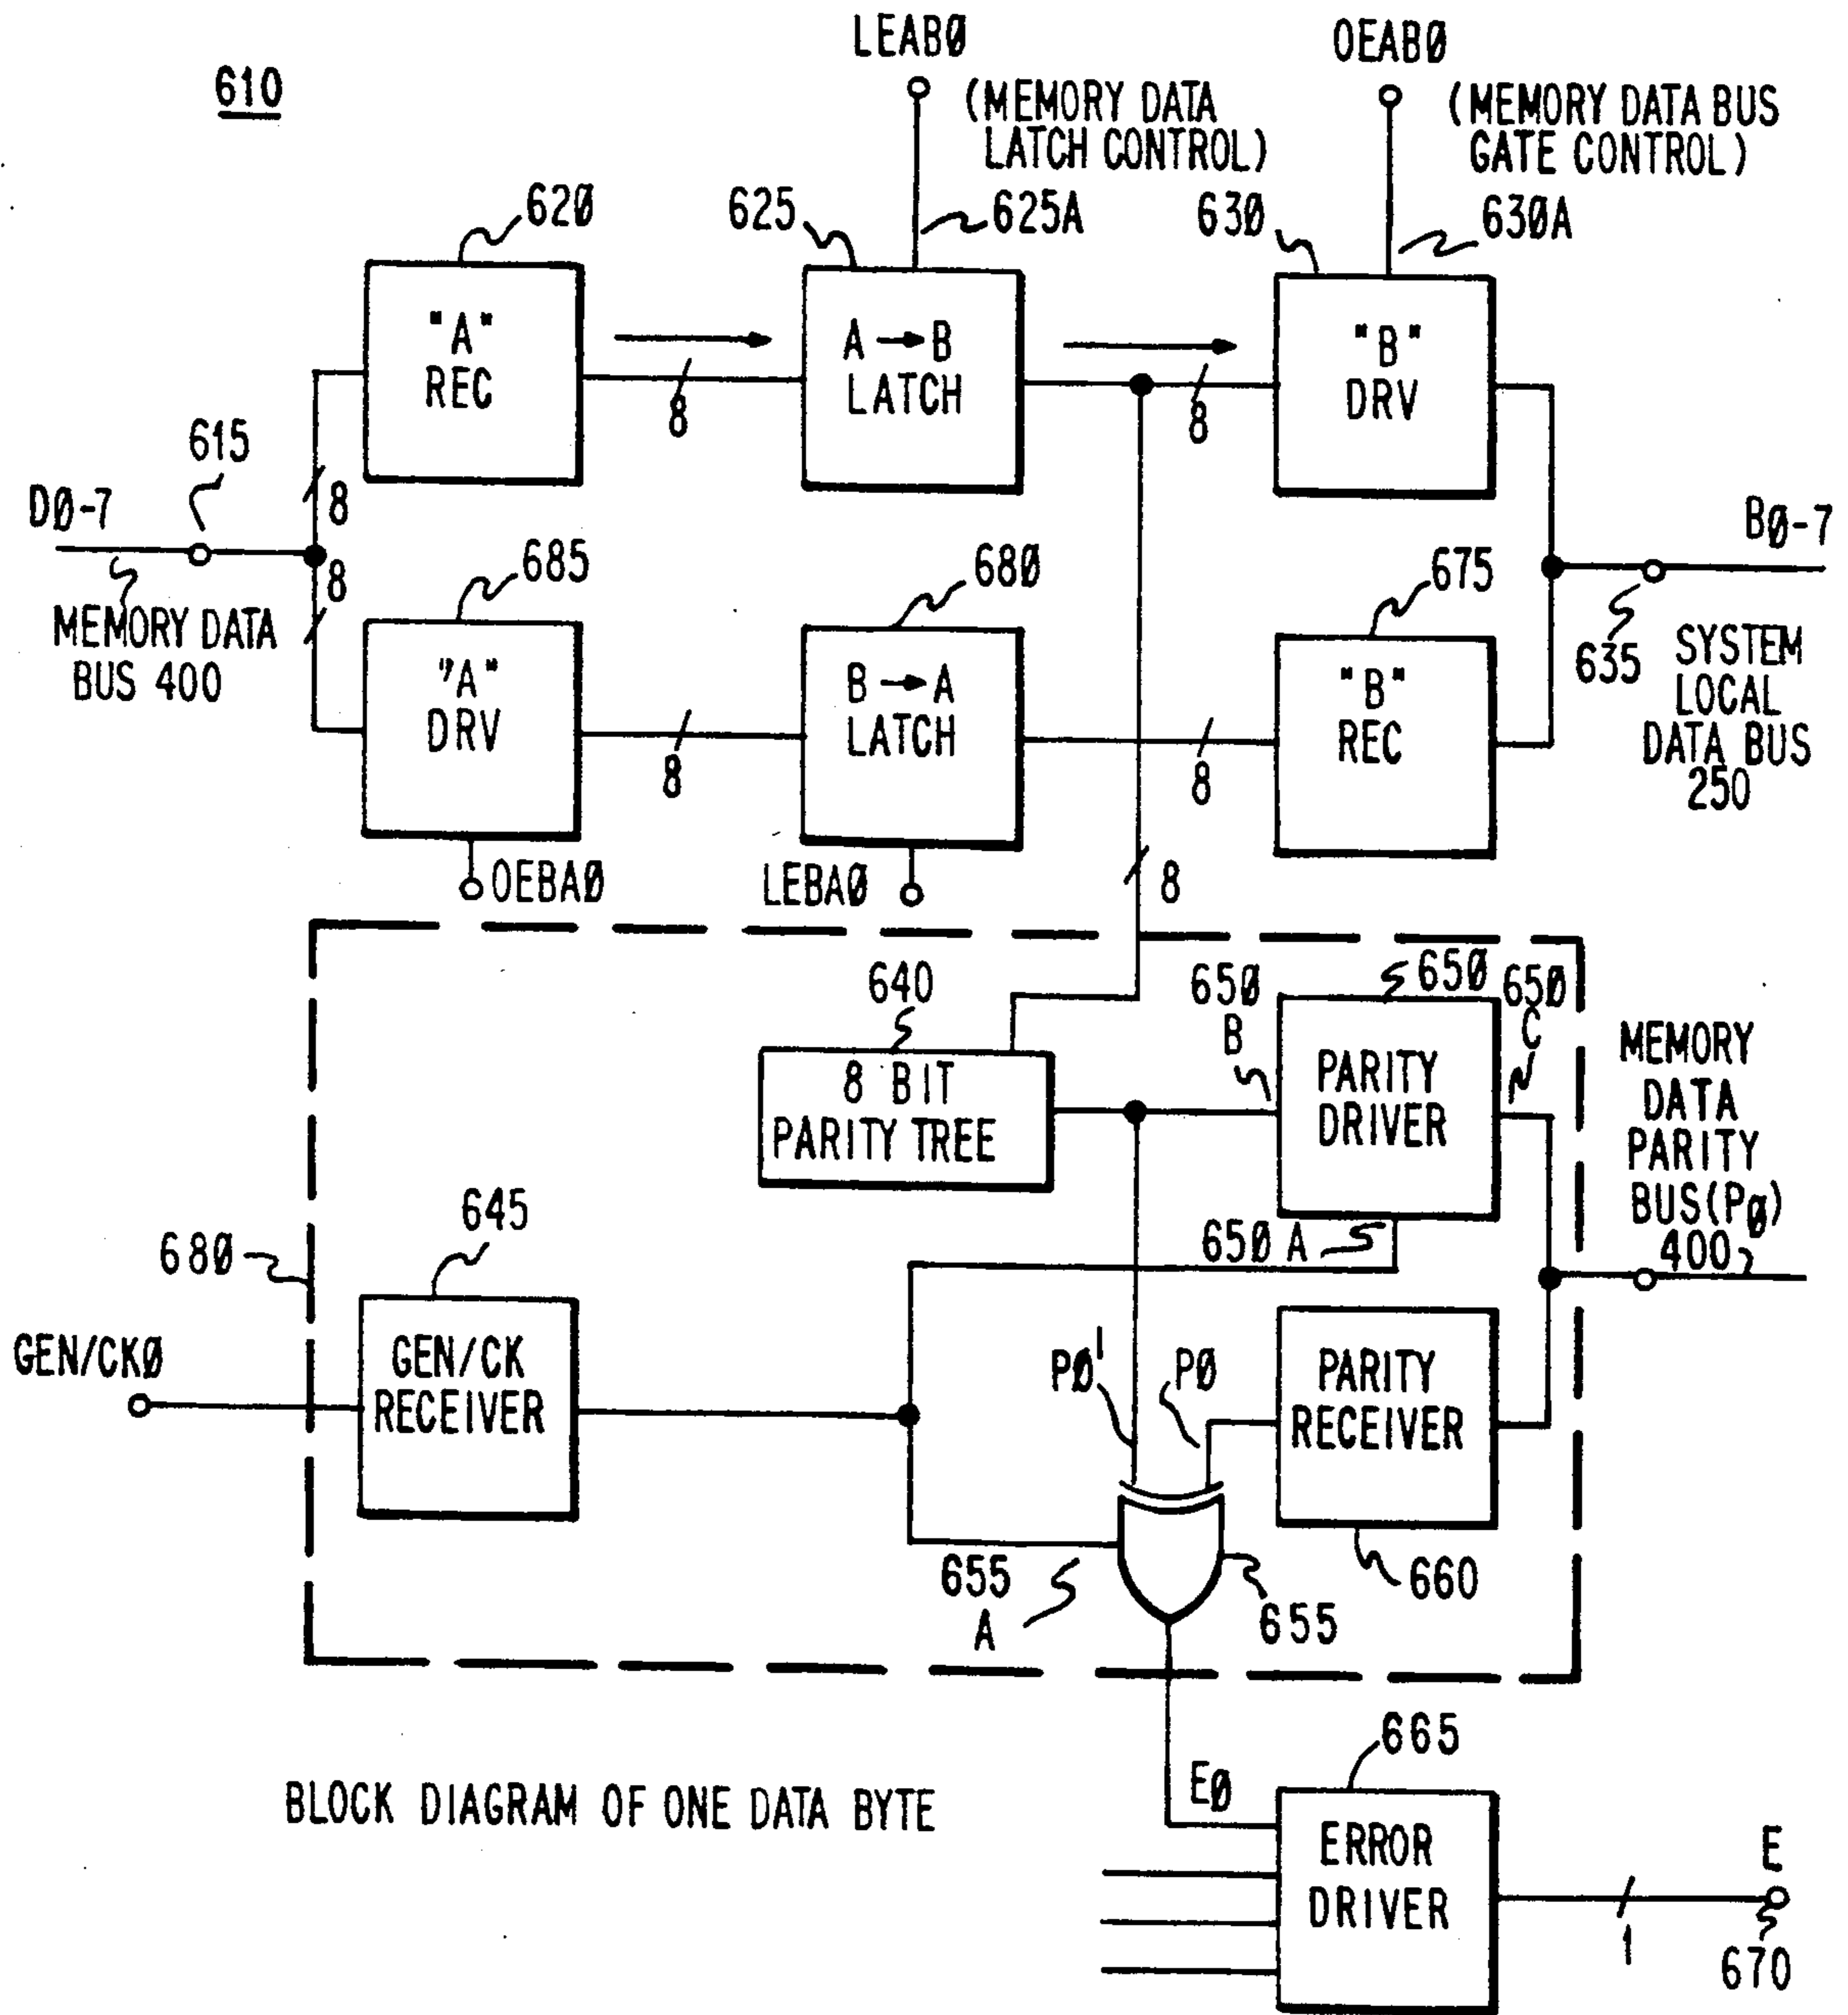 610
LEABØ
(MEMORY DATA
LATCH CONTROL)
OEABØ
(MEMORY DATA BUS
GATE CONTROL)
620
625
625A
630
630A
"A"
REC
A → B
LATCH
"B"
DRV
8
8
615
8
DØ-7
8
MEMORY DATA
BUS 400
BØ-7
635
SYSTEM
LOCAL
DATA BUS
250
685
680
675
"A"
DRV
B → A
LATCH
"B"
REC
8
8
OEBAØ
LEBAØ
8
640
650
B
650
650
C
8 BIT
PARITY TREE
PARITY
DRIVER
MEMORY
DATA
PARITY
BUS(PØ)
400
650 A
680
645
GEN/CKØ
GEN/CK
RECEIVER
PØ'
PØ
PARITY
RECEIVER
655
A
655
660
665
EØ
BLOCK DIAGRAM OF ONE DATA BYTE
ERROR
DRIVER
E
1
670